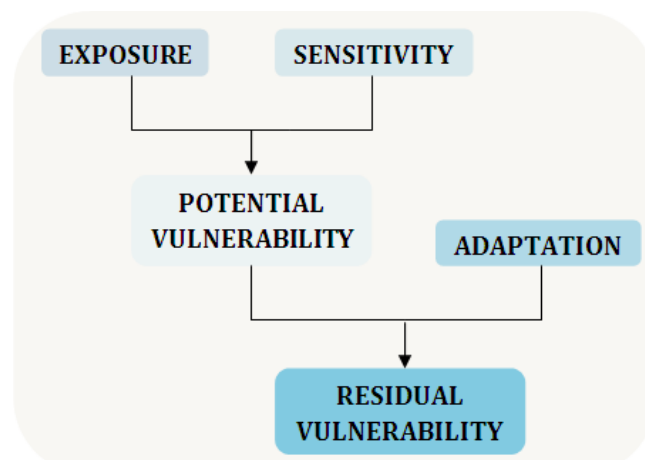 EXPOSURE
SENSITIVITY
POTENTIAL
VULNERABILITY
ADAPTATION
RESIDUAL
VULNERABILITY